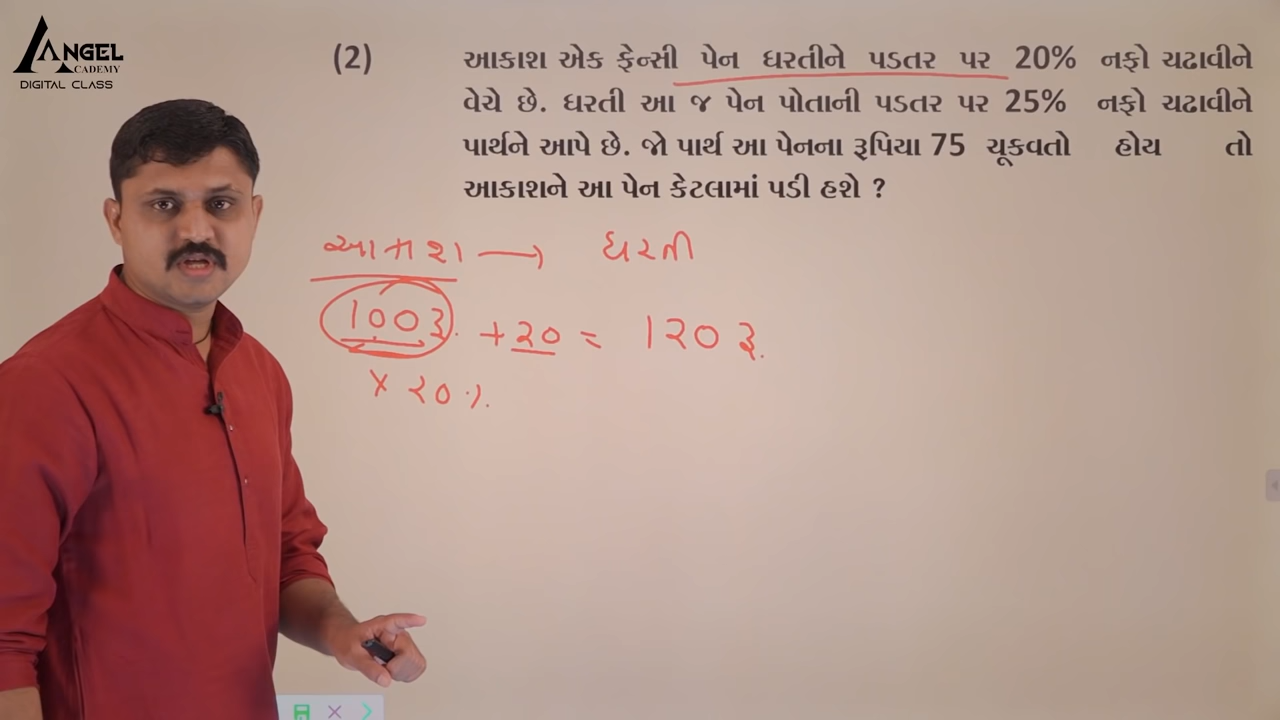 ANGEL
ACADEMY
DIGITAL CLASS
(2) આકાશ એક ફેન્સી પેન ધરતીને પડતર પર 20% નફો ચઢાવીને
વેચે છે. ધરતી આ જ પેન પોતાની પડતર પર 25% નફો ચઢાવીને
પાર્થને આપે છે. જો પાર્થ આ પેનના રૂપિયા 75 ચૂકવતો હોય તો
આકાશને આ પેન કેટલામાં પડી હશે ?
આકાશ → ધરતી
100રૂ. + 20 = 120 રૂ.
× 20%